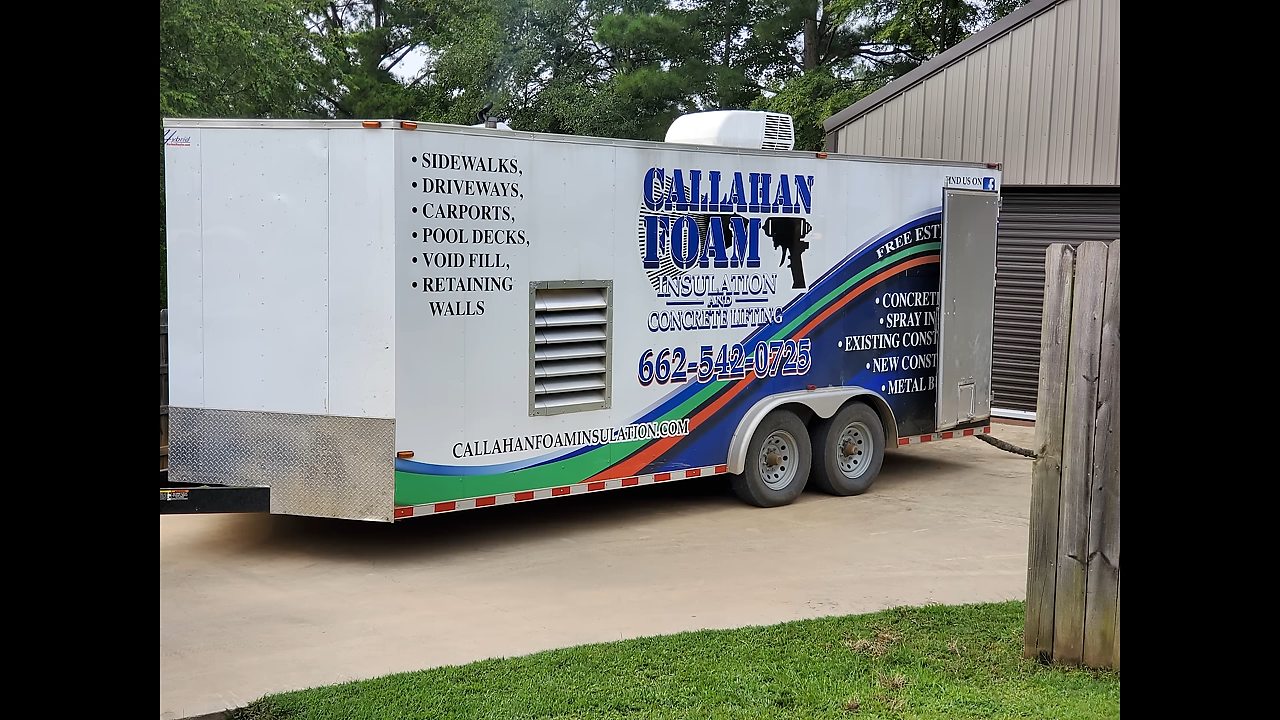 Hybrid
• SIDEWALKS,
• DRIVEWAYS,
• CARPORTS,
• POOL DECKS,
• VOID FILL,
• RETAINING
WALLS
CALLAHAN
FOAM
INSULATION
AND
CONCRETE LIFTING
662-542-0725
CALLAHANFOAMINSULATION.COM
IND US ON f
FREE EST
• CONCRET
• SPRAY IN
• EXISTING CONST
• NEW CONST
• METAL B